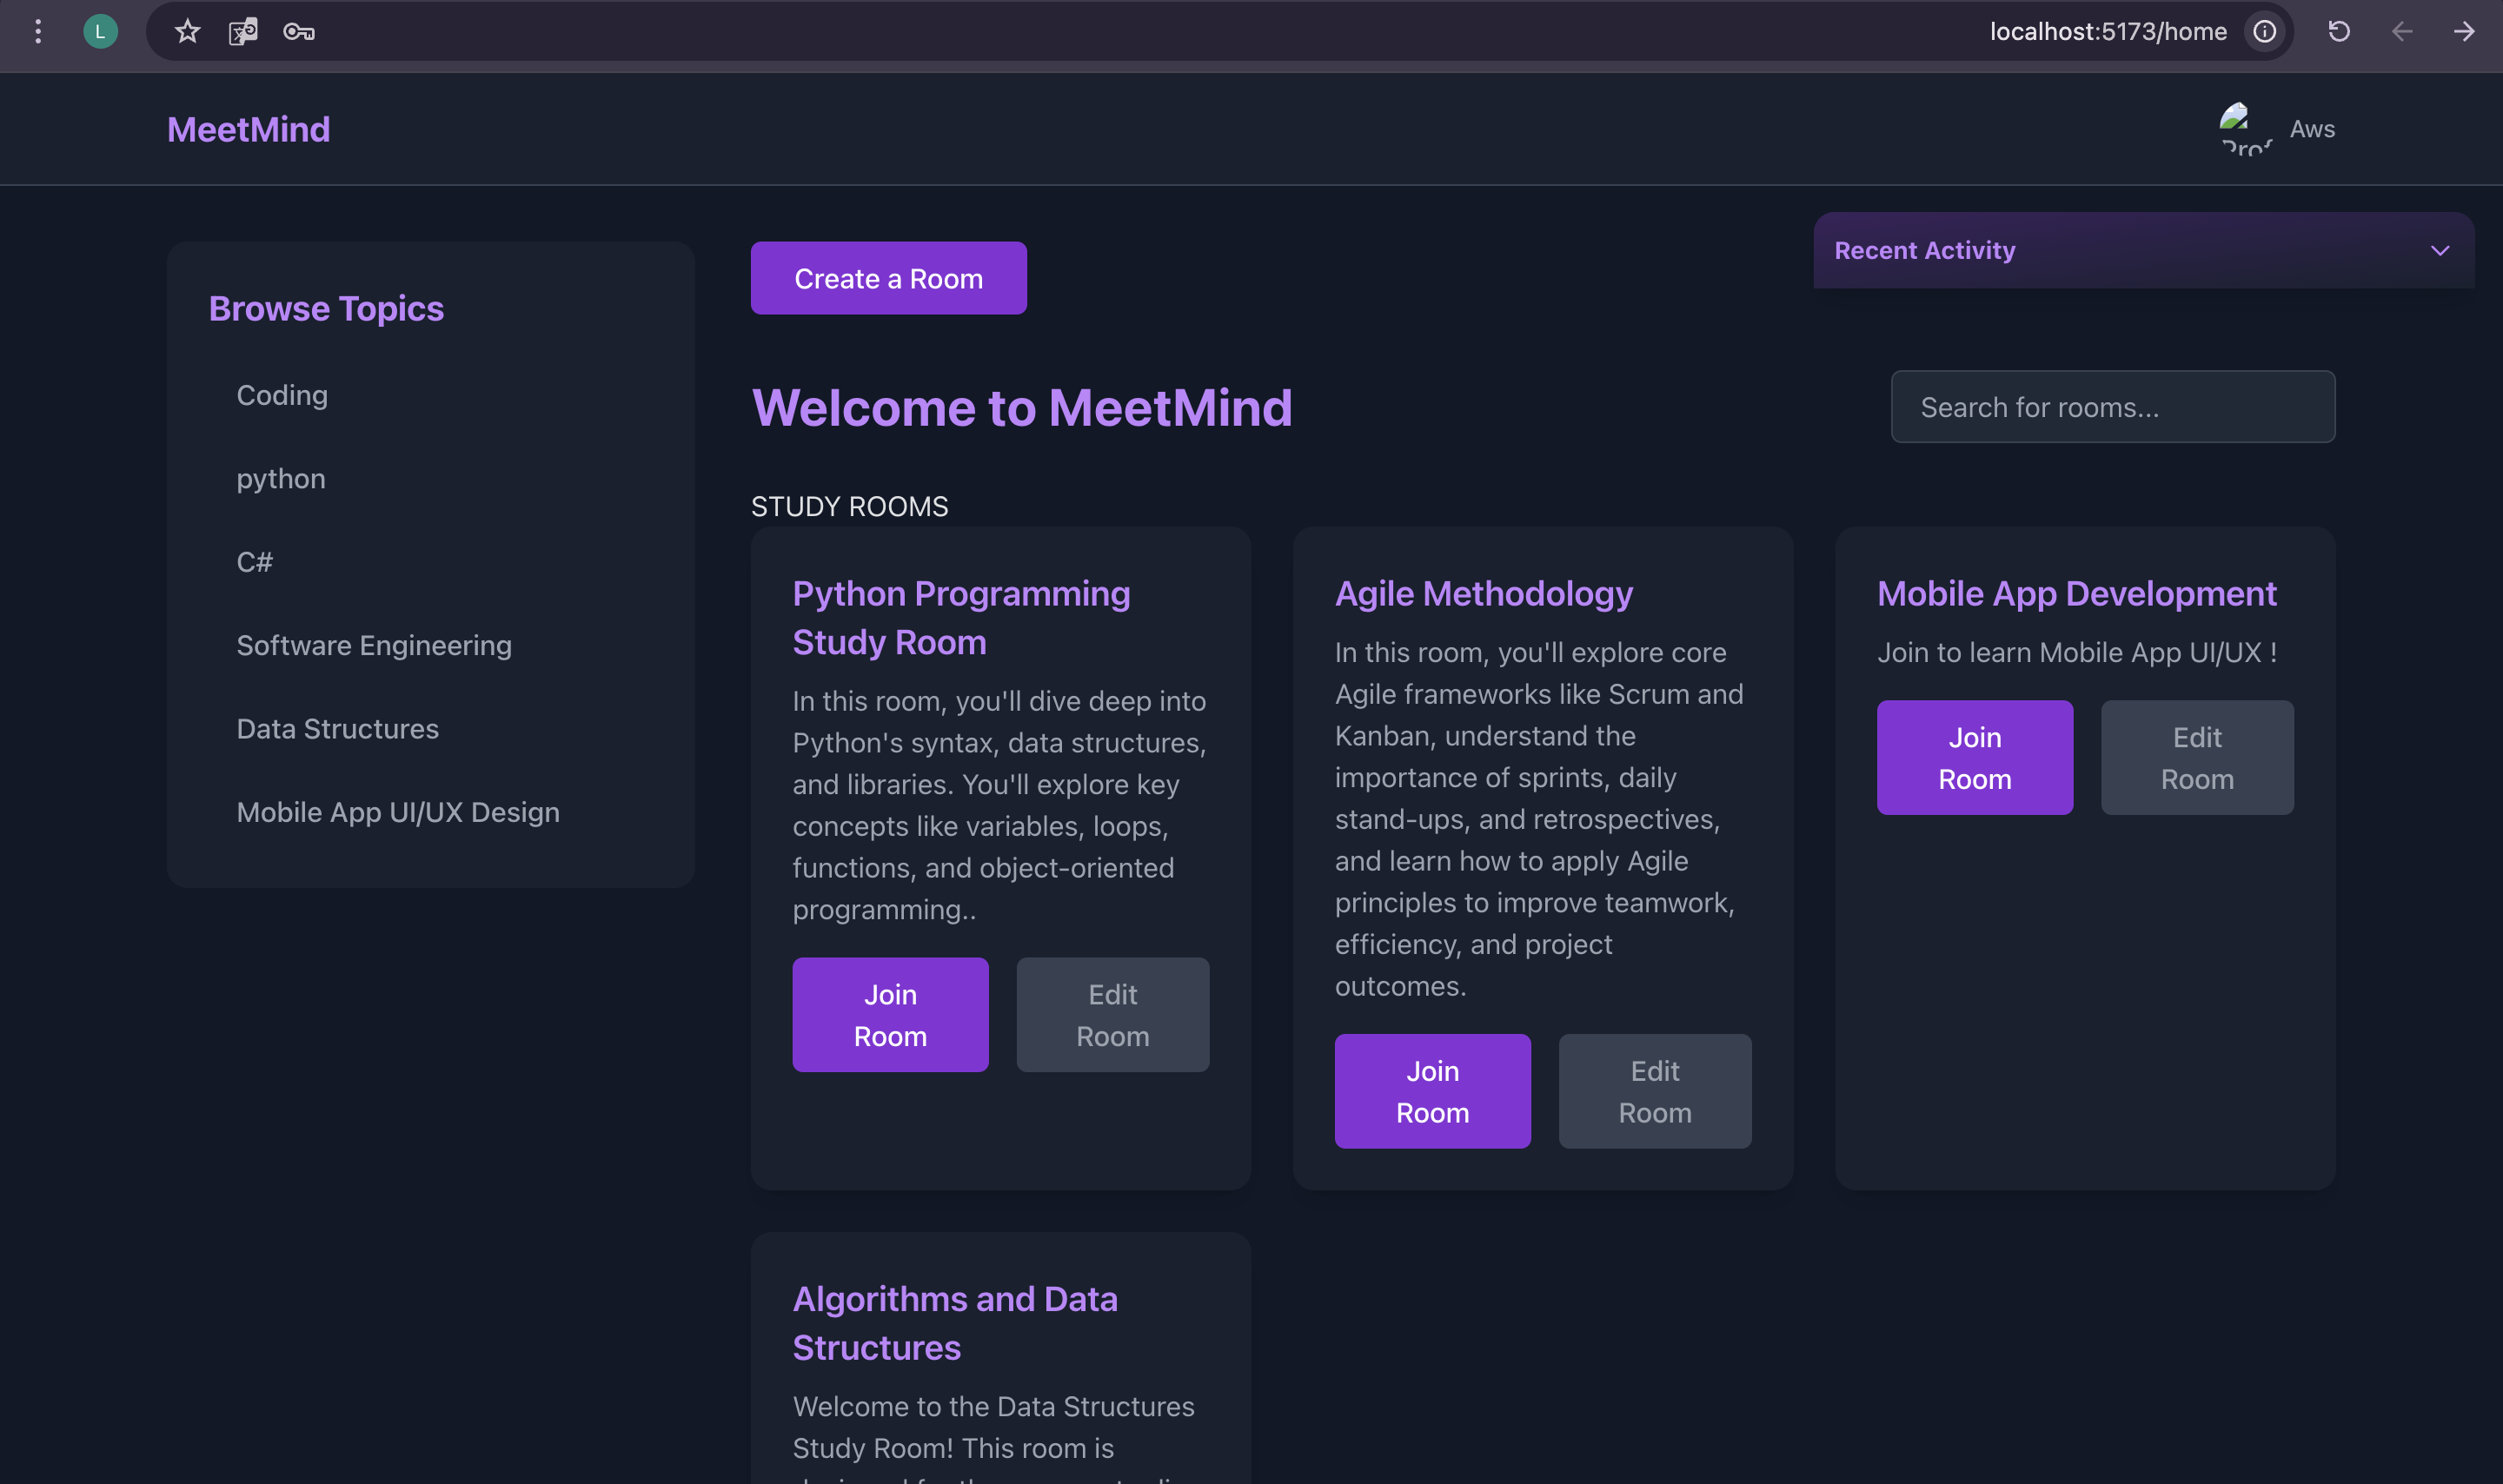 L
localhost:5173/home
MeetMind
Aws
Recent Activity
Browse Topics
Coding
python
C#
Software Engineering
Data Structures
Mobile App UI/UX Design
Create a Room
Welcome to MeetMind
Search for rooms...
STUDY ROOMS
Python Programming
Study Room
In this room, you'll dive deep into
Python's syntax, data structures,
and libraries. You'll explore key
concepts like variables, loops,
functions, and object-oriented
programming..
Join
Room
Edit
Room
Agile Methodology
In this room, you'll explore core
Agile frameworks like Scrum and
Kanban, understand the
importance of sprints, daily
stand-ups, and retrospectives,
and learn how to apply Agile
principles to improve teamwork,
efficiency, and project
outcomes.
Join
Room
Edit
Room
Mobile App Development
Join to learn Mobile App UI/UX !
Join
Room
Edit
Room
Algorithms and Data
Structures
Welcome to the Data Structures
Study Room! This room is